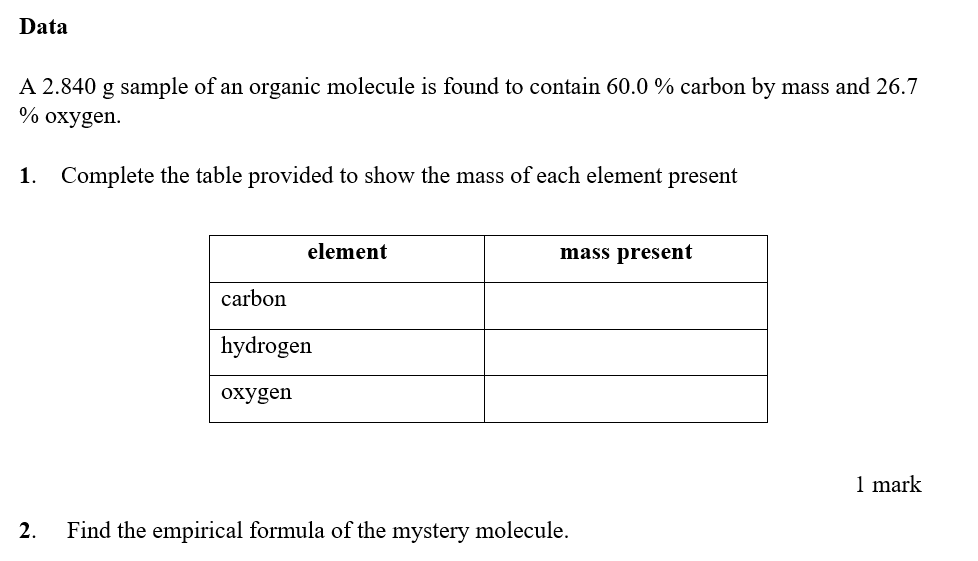 Data
A 2.840 g sample of an organic molecule is found to contain 60.0 % carbon by mass and 26.7
% oxygen.
1. Complete the table provided to show the mass of each element present
element mass present
carbon
hydrogen
oxygen
1 mark
2. Find the empirical formula of the mystery molecule.